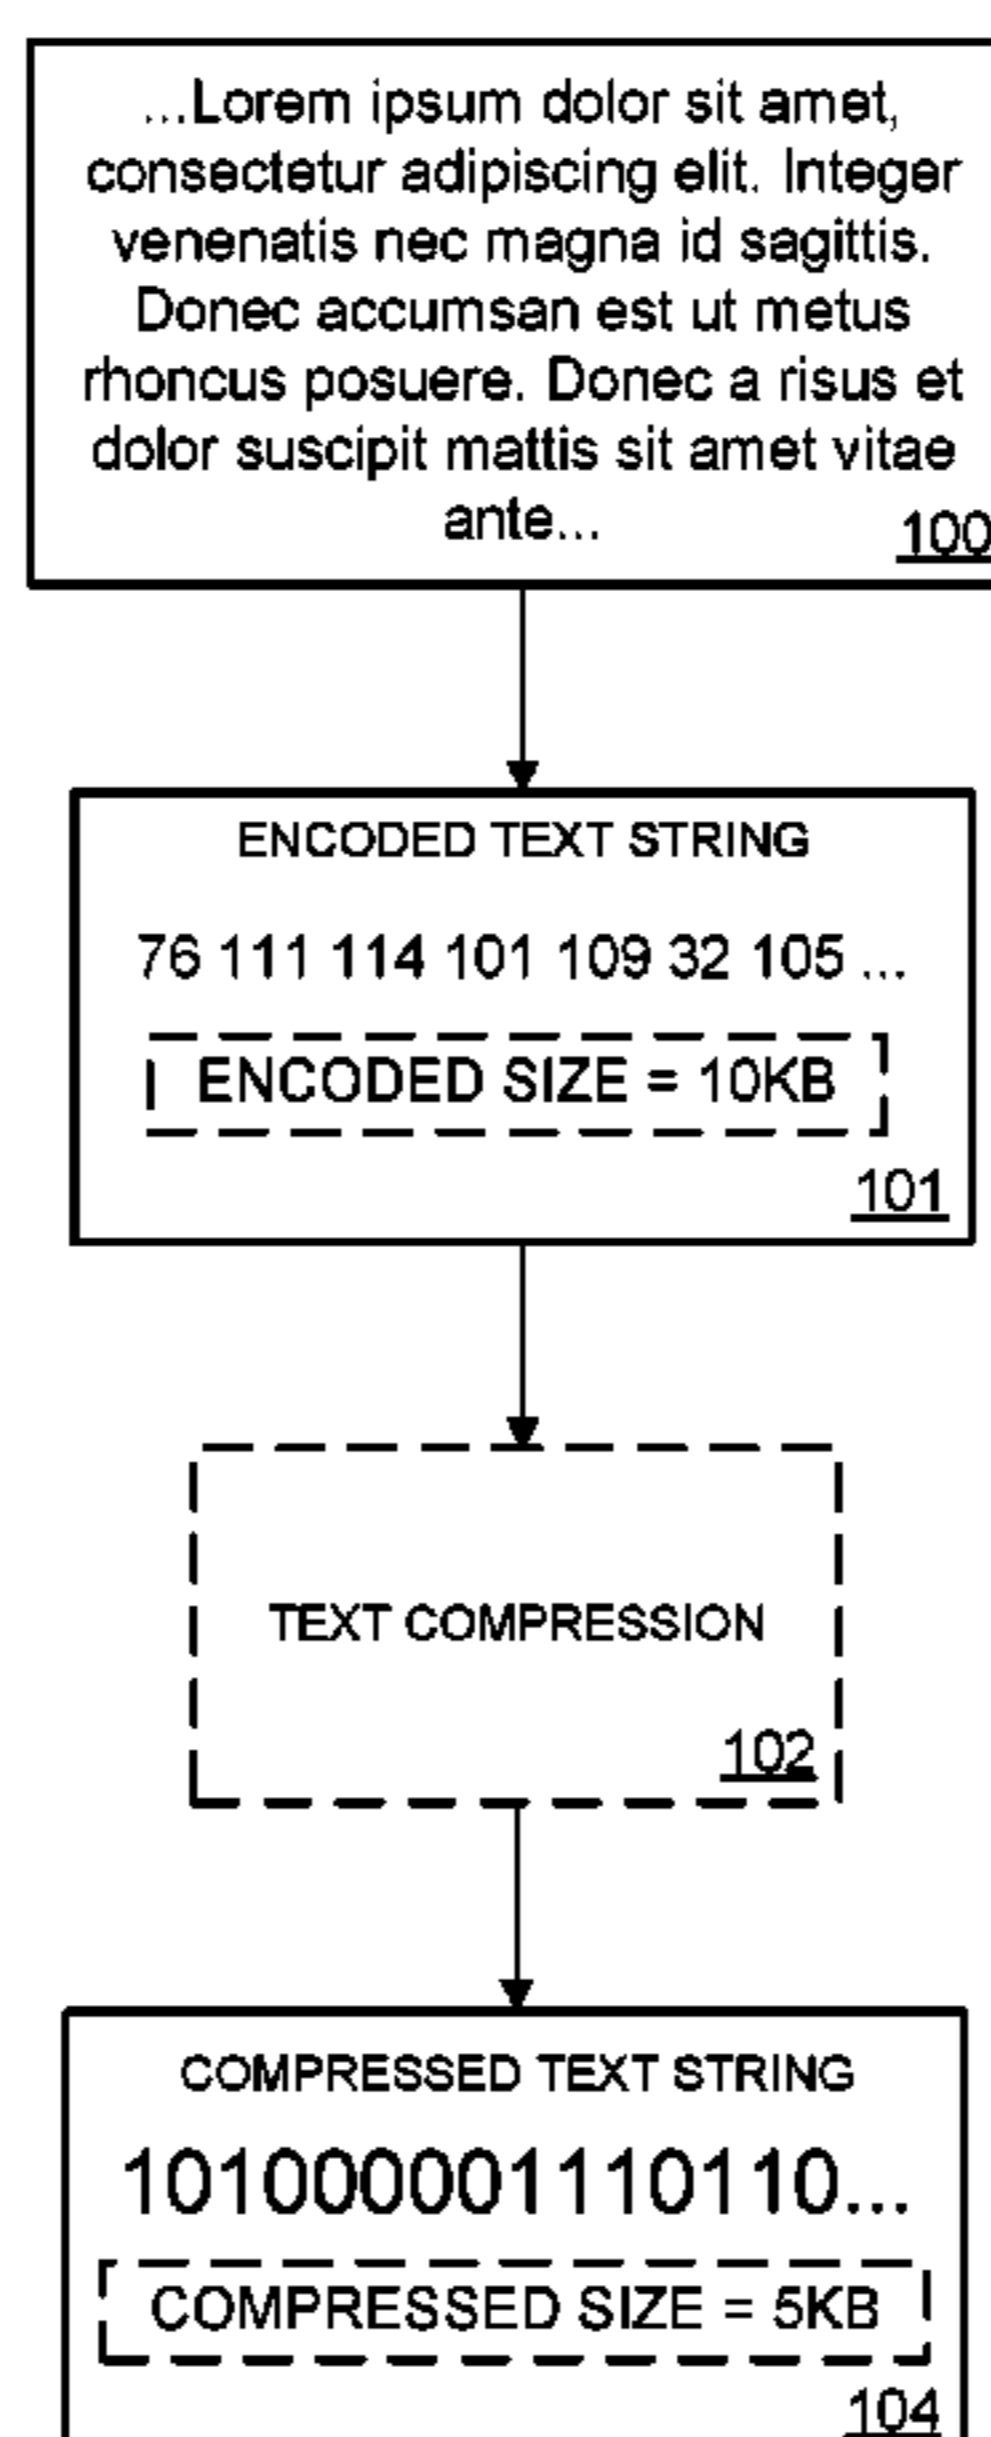 ...Lorem ipsum dolor sit amet,
consectetur adipiscing elit. Integer
venenatis nec magna id sagittis.
Donec accumsan est ut metus
rhoncus posuere. Donec a risus et
dolor suscipit mattis sit amet vitae
ante...
100
ENCODED TEXT STRING
76 111 114 101 109 32 105 ...
ENCODED SIZE = 10KB
101
TEXT COMPRESSION
102
COMPRESSED TEXT STRING
1010000001110110...
COMPRESSED SIZE = 5KB
104